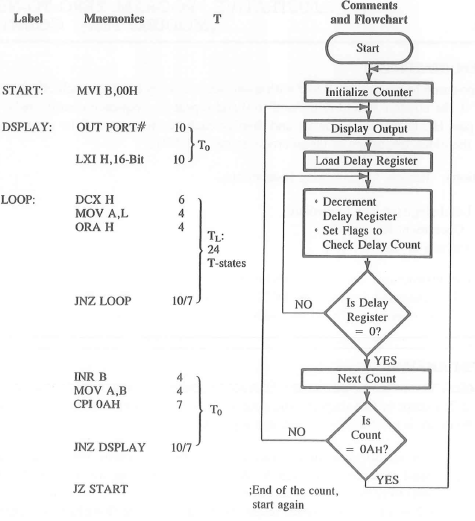 Comments
Label Mnemonics T and Flowchart
Start
START: MVI B,00H Initialize Counter
DSPLAY: OUT PORT# 10 Display Output
T0
LXI H,16-Bit 10 Load Delay Register
LOOP: DCX H 6 • Decrement
MOV A,L 4 Delay Register
ORA H 4 • Set Flags to
Check Delay Count
TL:
24
T-states
JNZ LOOP 10/7
NO
Is Delay
Register
= 0?
YES
INR B 4 Next Count
MOV A,B 4
CPI 0AH 7
T0
NO
Is
Count
= 0AH?
JNZ DSPLAY 10/7
YES
JZ START ;End of the count,
start again